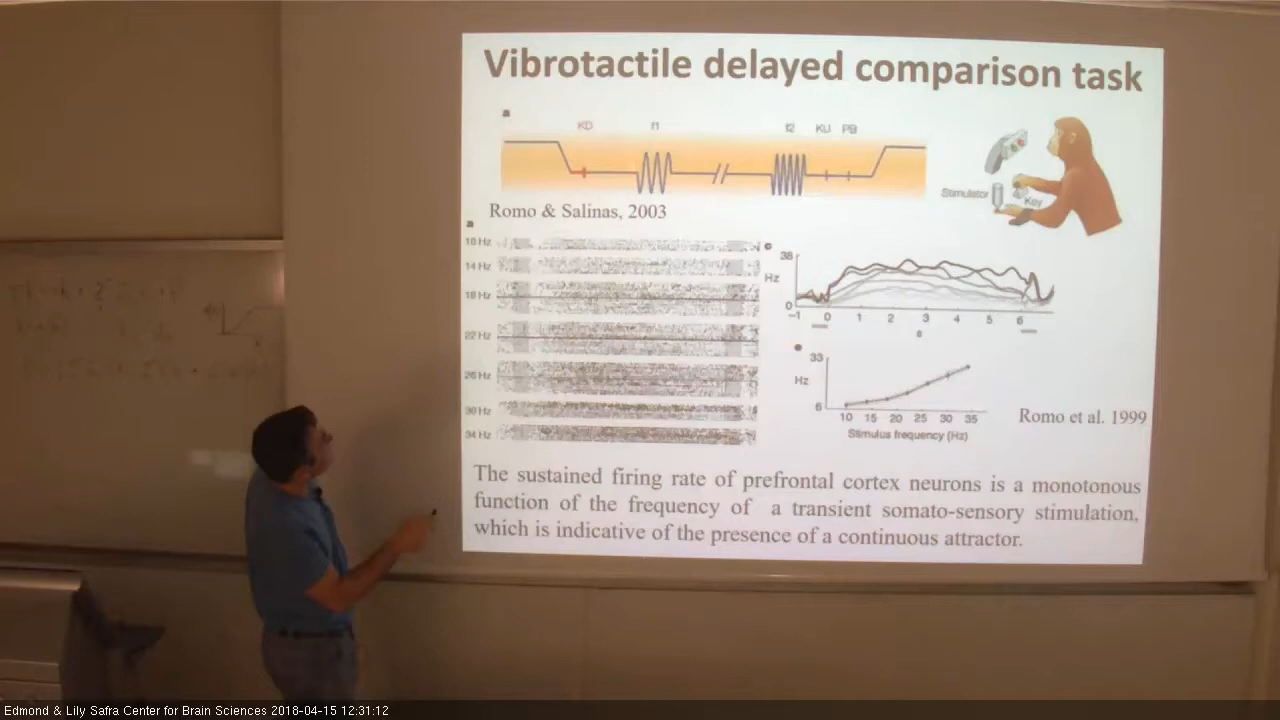 Vibrotactile delayed comparison task
a
KD f1 f2 KU PB
Stimulator
Key
Romo & Salinas, 2003
a
10 Hz
14 Hz
18 Hz
22 Hz
26 Hz
30 Hz
34 Hz
c
38
Hz
0
-1 0 1 2 3 4 5 6
s
33
Hz
6
10 15 20 25 30 35
Stimulus frequency (Hz)
Romo et al. 1999
The sustained firing rate of prefrontal cortex neurons is a monotonous
function of the frequency of a transient somato-sensory stimulation,
which is indicative of the presence of a continuous attractor.
Edmond & Lily Safra Center for Brain Sciences 2018-04-15 12:31:12